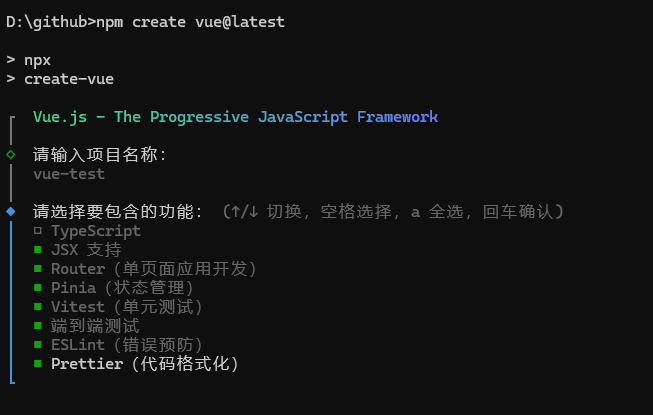 D:\github>npm create vue@latest
> npx
> create-vue
Vue.js - The Progressive JavaScript Framework
请输入项目名称：
vue-test
请选择要包含的功能： (↑/↓ 切换，空格选择，a 全选，回车确认)
TypeScript
JSX 支持
Router（单页面应用开发）
Pinia（状态管理）
Vitest（单元测试）
端到端测试
ESLint（错误预防）
Prettier（代码格式化）